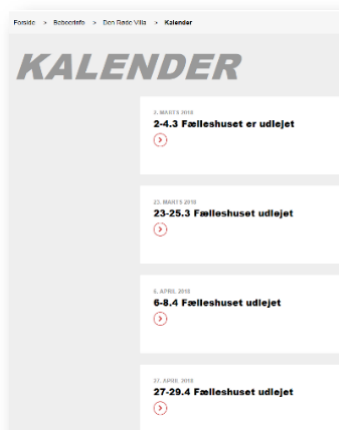 Forside > Beboerinfo > Den Røde Villa > Kalender
KALENDER
2. MARTS 2018
2-4.3 Fælleshuset er udlejet
23. MARTS 2018
23-25.3 Fælleshuset udlejet
6. APRIL 2018
6-8.4 Fælleshuset udlejet
27. APRIL 2018
27-29.4 Fælleshuset udlejet